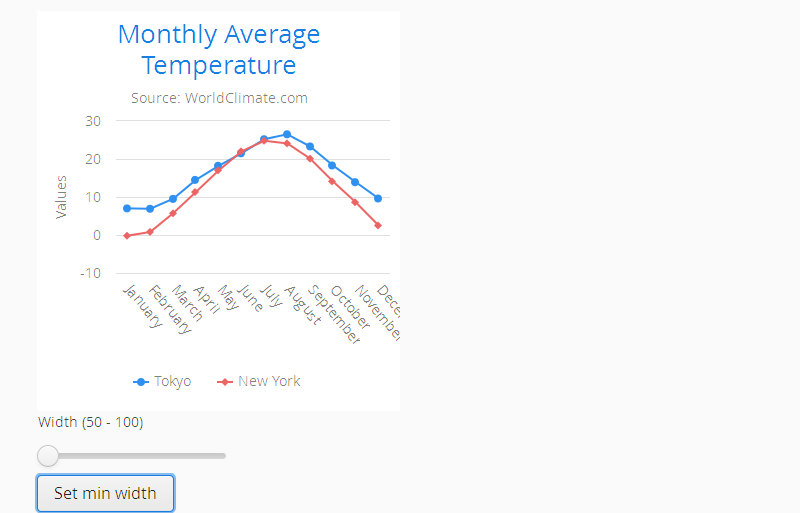 Monthly Average
Temperature
Source: WorldClimate.com
Values
30
20
10
0
-10
January
February
March
April
May
June
July
August
September
October
November
Dece
Tokyo
New York
Width (50 - 100)
Set min width